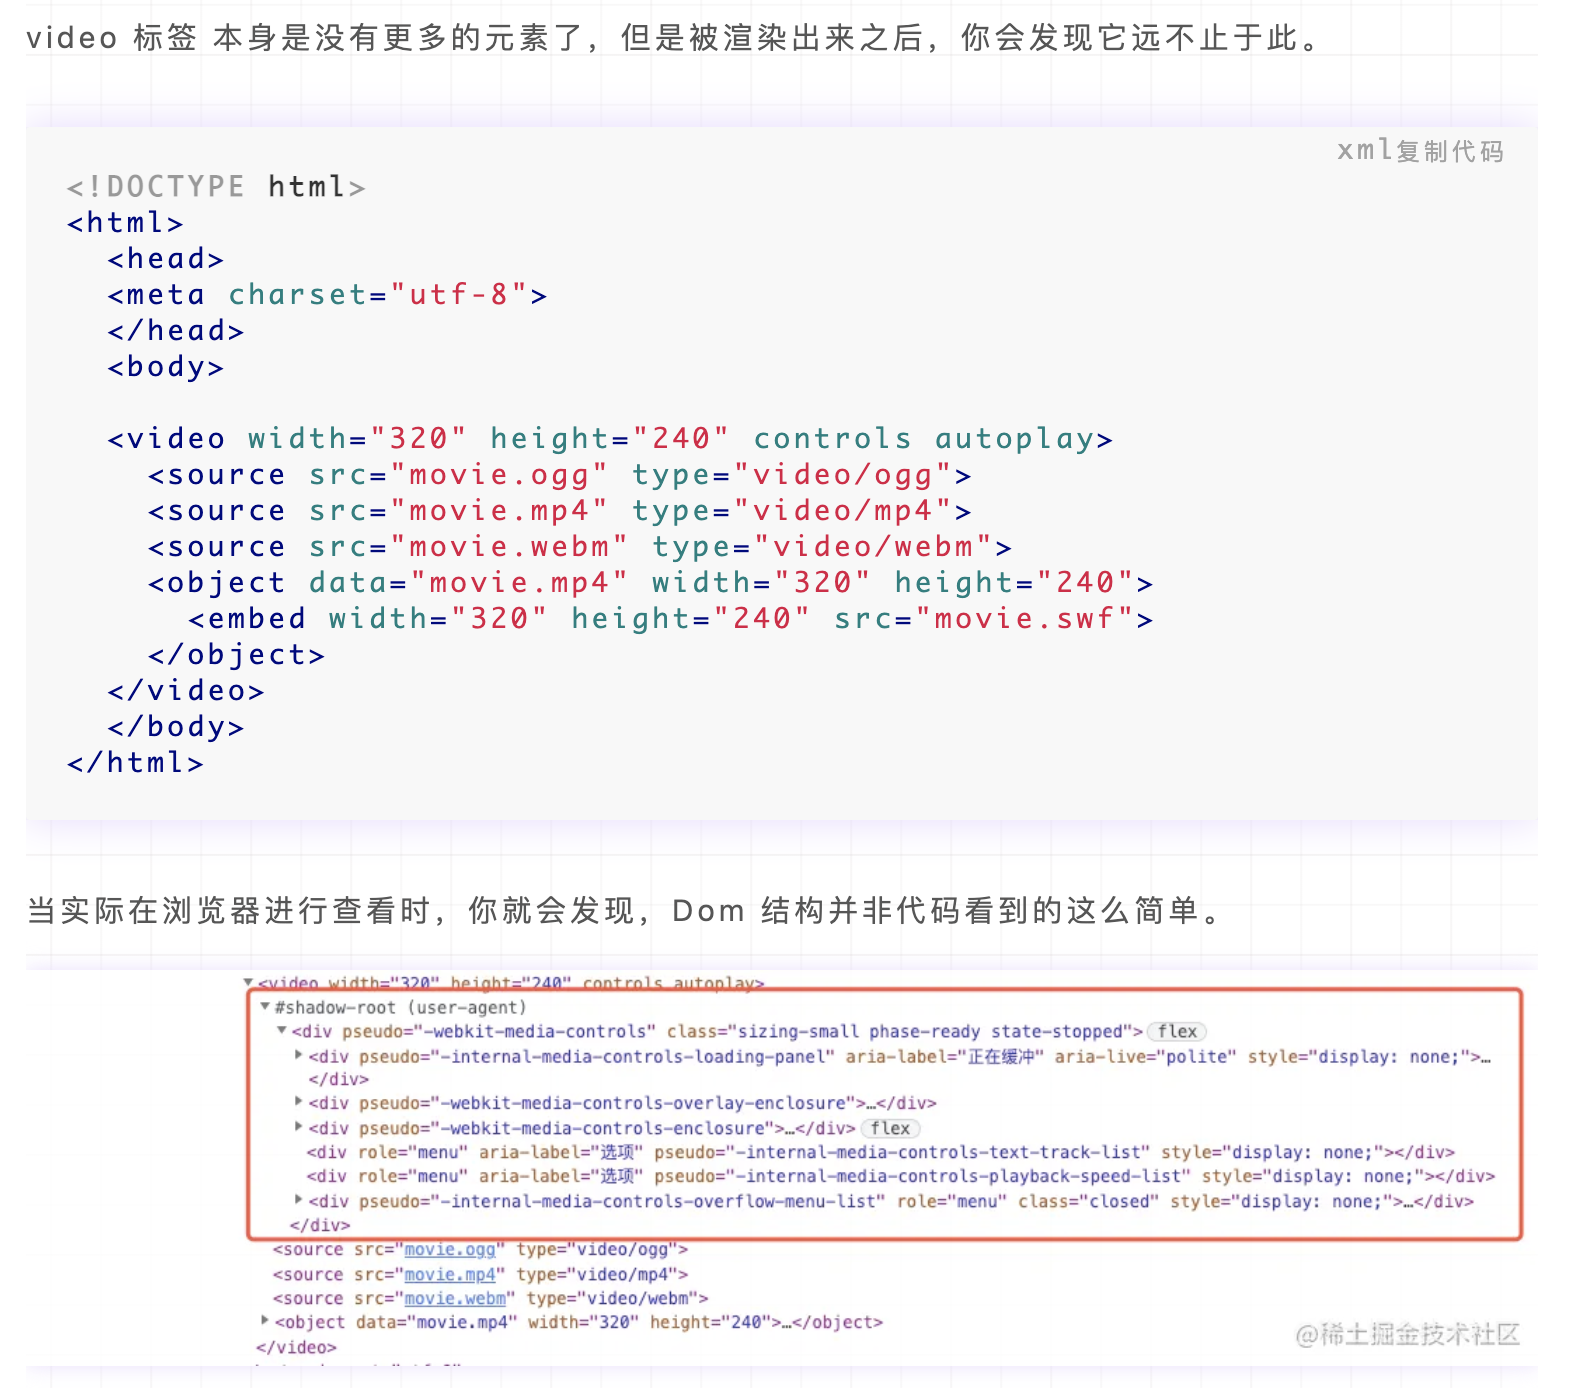 video 标签 本身是没有更多的元素了，但是被渲染出来之后，你会发现它远不止于此。
xml复制代码
<!DOCTYPE html>
<html>
<head>
<meta charset="utf-8">
</head>
<body>
<video width="320" height="240" controls autoplay>
<source src="movie.ogg" type="video/ogg">
<source src="movie.mp4" type="video/mp4">
<source src="movie.webm" type="video/webm">
<object data="movie.mp4" width="320" height="240">
<embed width="320" height="240" src="movie.swf">
</object>
</video>
</body>
</html>
当实际在浏览器进行查看时，你就会发现，Dom 结构并非代码看到的这么简单。
<video width="320" height="240" controls autoplay>
#shadow-root (user-agent)
<div pseudo="-webkit-media-controls" class="sizing-small phase-ready state-stopped"> flex
<div pseudo="-internal-media-controls-loading-panel" aria-label="正在缓冲" aria-live="polite" style="display: none;">…
</div>
<div pseudo="-webkit-media-controls-overlay-enclosure">…</div>
<div pseudo="-webkit-media-controls-enclosure">…</div> flex
<div role="menu" aria-label="选项" pseudo="-internal-media-controls-text-track-list" style="display: none;"></div>
<div role="menu" aria-label="选项" pseudo="-internal-media-controls-playback-speed-list" style="display: none;"></div>
<div pseudo="-internal-media-controls-overflow-menu-list" role="menu" class="closed" style="display: none;">…</div>
</div>
<source src="movie.ogg" type="video/ogg">
<source src="movie.mp4" type="video/mp4">
<source src="movie.webm" type="video/webm">
<object data="movie.mp4" width="320" height="240">…</object>
</video>
@稀土掘金技术社区